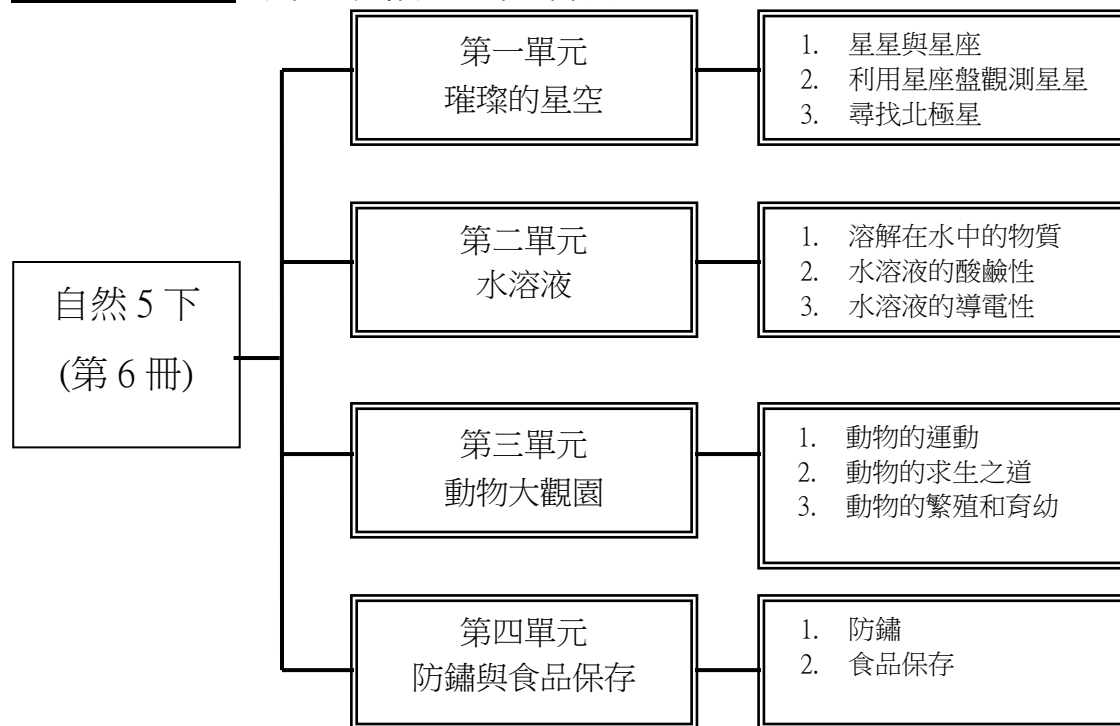 自然 5 下
(第 6 冊)
第一單元
璀璨的星空
1. 星星與星座
2. 利用星座盤觀測星星
3. 尋找北極星
第二單元
水溶液
1. 溶解在水中的物質
2. 水溶液的酸鹼性
3. 水溶液的導電性
第三單元
動物大觀園
1. 動物的運動
2. 動物的求生之道
3. 動物的繁殖和育幼
第四單元
防鏽與食品保存
1. 防鏽
2. 食品保存